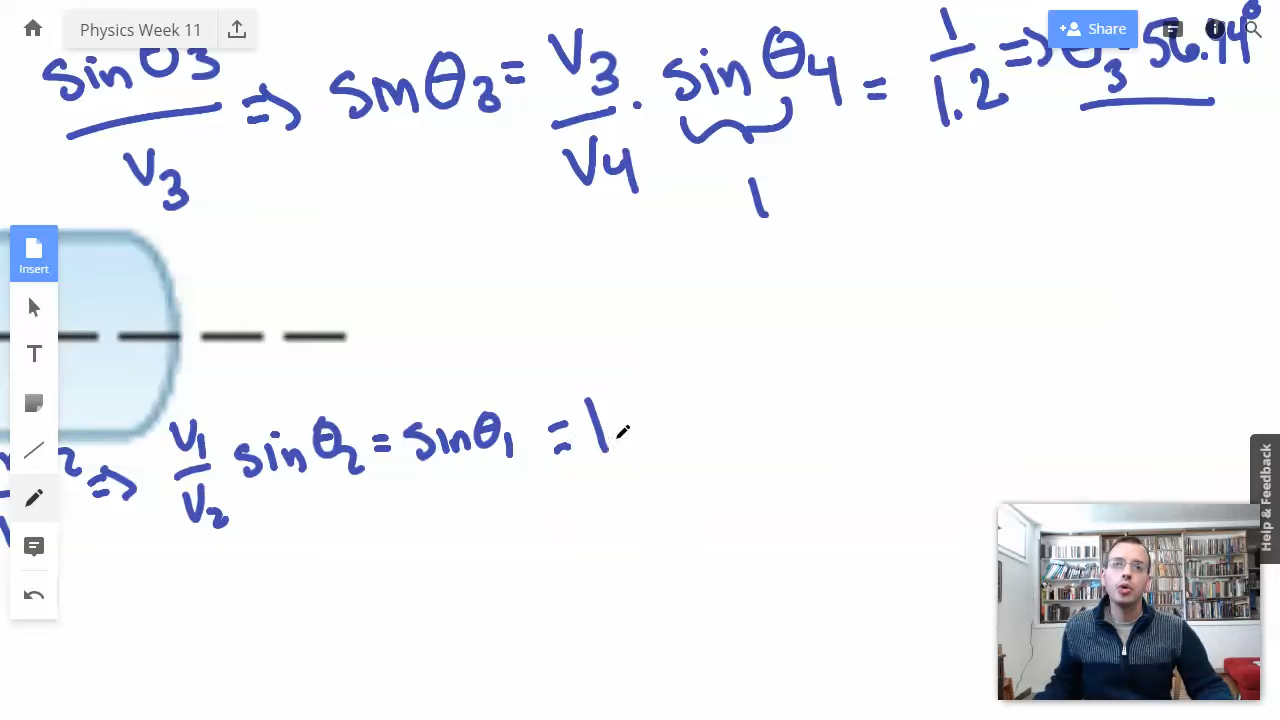 Physics Week 11
Share
sinθ3 / v3 => sinθ3 = v3 / v4 · sinθ4 = 1 / 1.2 => θ3 56.44°
1
Insert
T
=> v1 / v2 sinθ2 = sinθ1 = 1
Help & Feedback